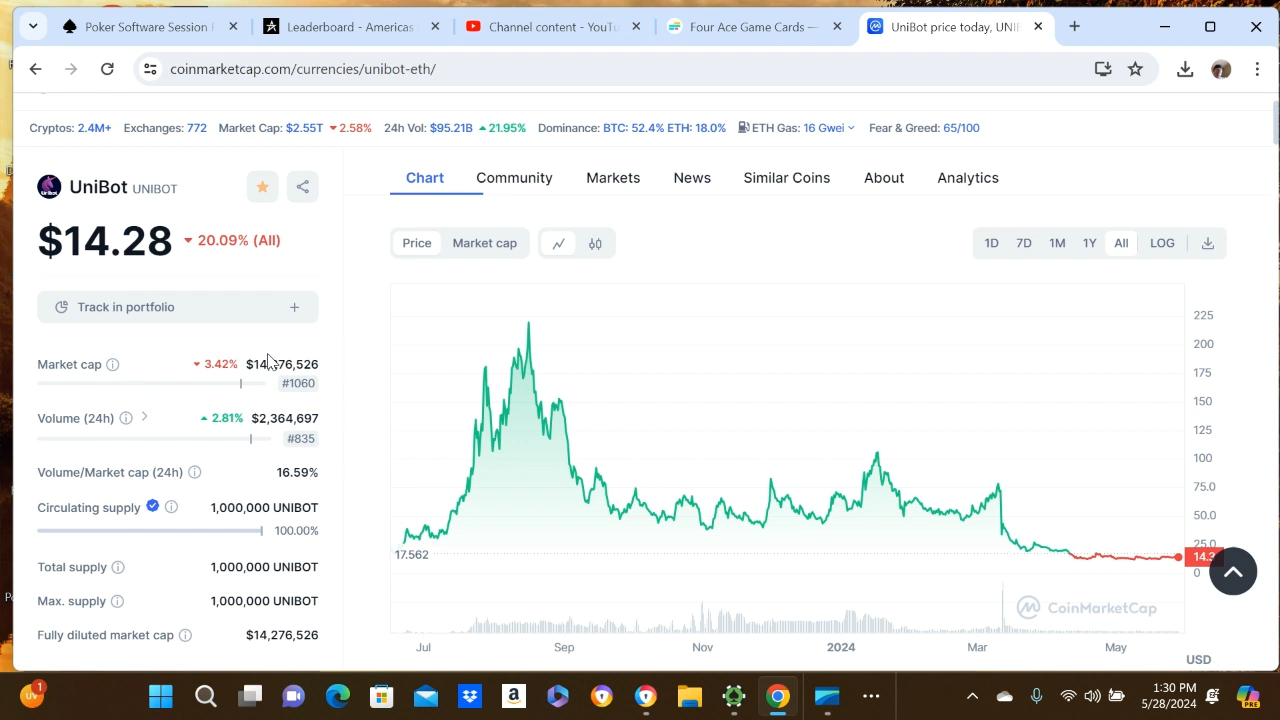 Poker Software
Leaderboard - Americas
Channel content - YouTu
Four Ace Game Cards —
UniBot price today, UNIE
coinmarketcap.com/currencies/unibot-eth/
Cryptos: 2.4M+ Exchanges: 772 Market Cap: $2.55T 2.58% 24h Vol: $95.21B 21.95% Dominance: BTC: 52.4% ETH: 18.0% ETH Gas: 16 Gwei Fear & Greed: 65/100
UniBot UNIBOT
$14.28 20.09% (All)
Track in portfolio +
Market cap 3.42%
#1060
Volume (24h) 2.81% $2,364,697
#835
Volume/Market cap (24h) 16.59%
Circulating supply 1,000,000 UNIBOT
100.00%
Total supply 1,000,000 UNIBOT
Max. supply 1,000,000 UNIBOT
Fully diluted market cap $14,276,526
Chart Community Markets News Similar Coins About Analytics
Price Market cap
1D 7D 1M 1Y All LOG
225
200
175
150
125
100
75.0
50.0
25.0
17.562
14.3
0
CoinMarketCap
Jul Sep Nov 2024 Mar May
USD
1
1:30 PM
5/28/2024
PRE